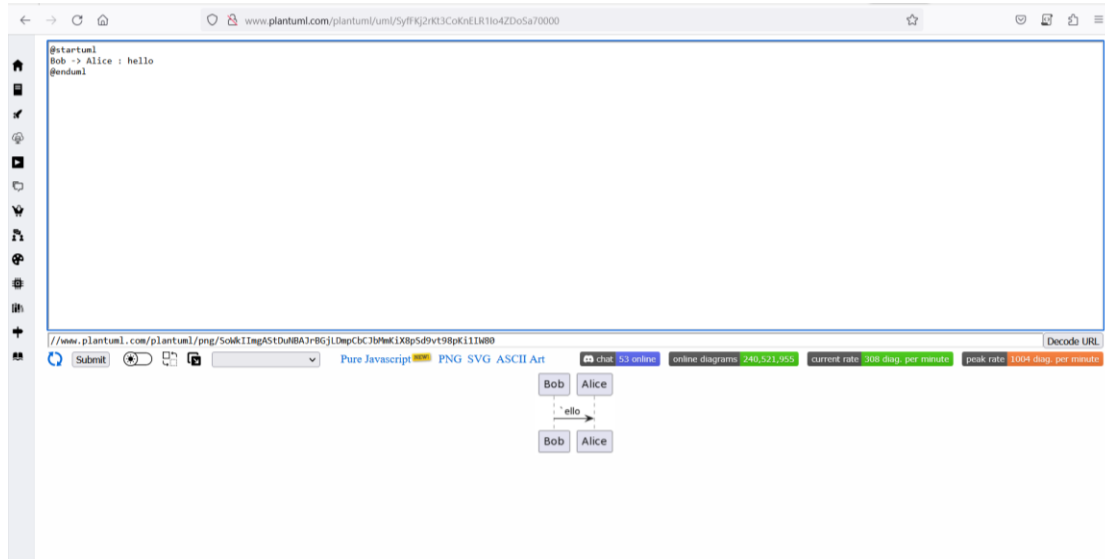 www.plantuml.com/plantuml/uml/SyfFKj2rKt3CoKnELR1Io4ZDoSa70000
@startuml
Bob -> Alice : hello
@enduml
//www.plantuml.com/plantuml/png/SoWkIImgAStDuNBAJrBGjLDmpCbCJbMmKiX8pSd9vt98pKi1IW80
Decode URL
Submit
Pure Javascript NEW! PNG SVG ASCII Art
chat 53 online
online diagrams 240,521,955
current rate 308 diag. per minute
peak rate 1004 diag. per minute
Bob Alice
`ello
Bob Alice